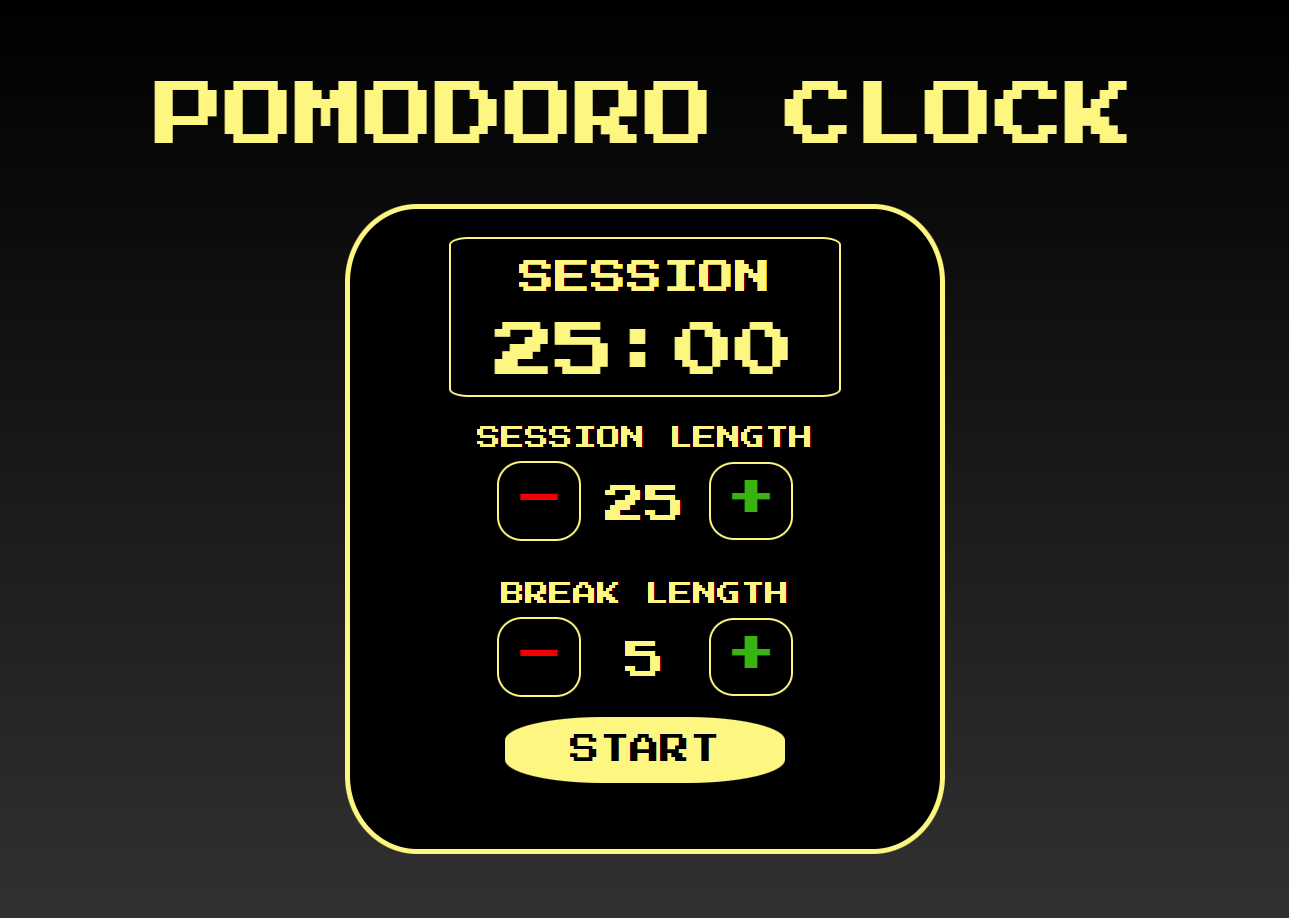 POMODORO CLOCK
SESSION
25:00
SESSION LENGTH
− 25 +
BREAK LENGTH
− 5 +
START